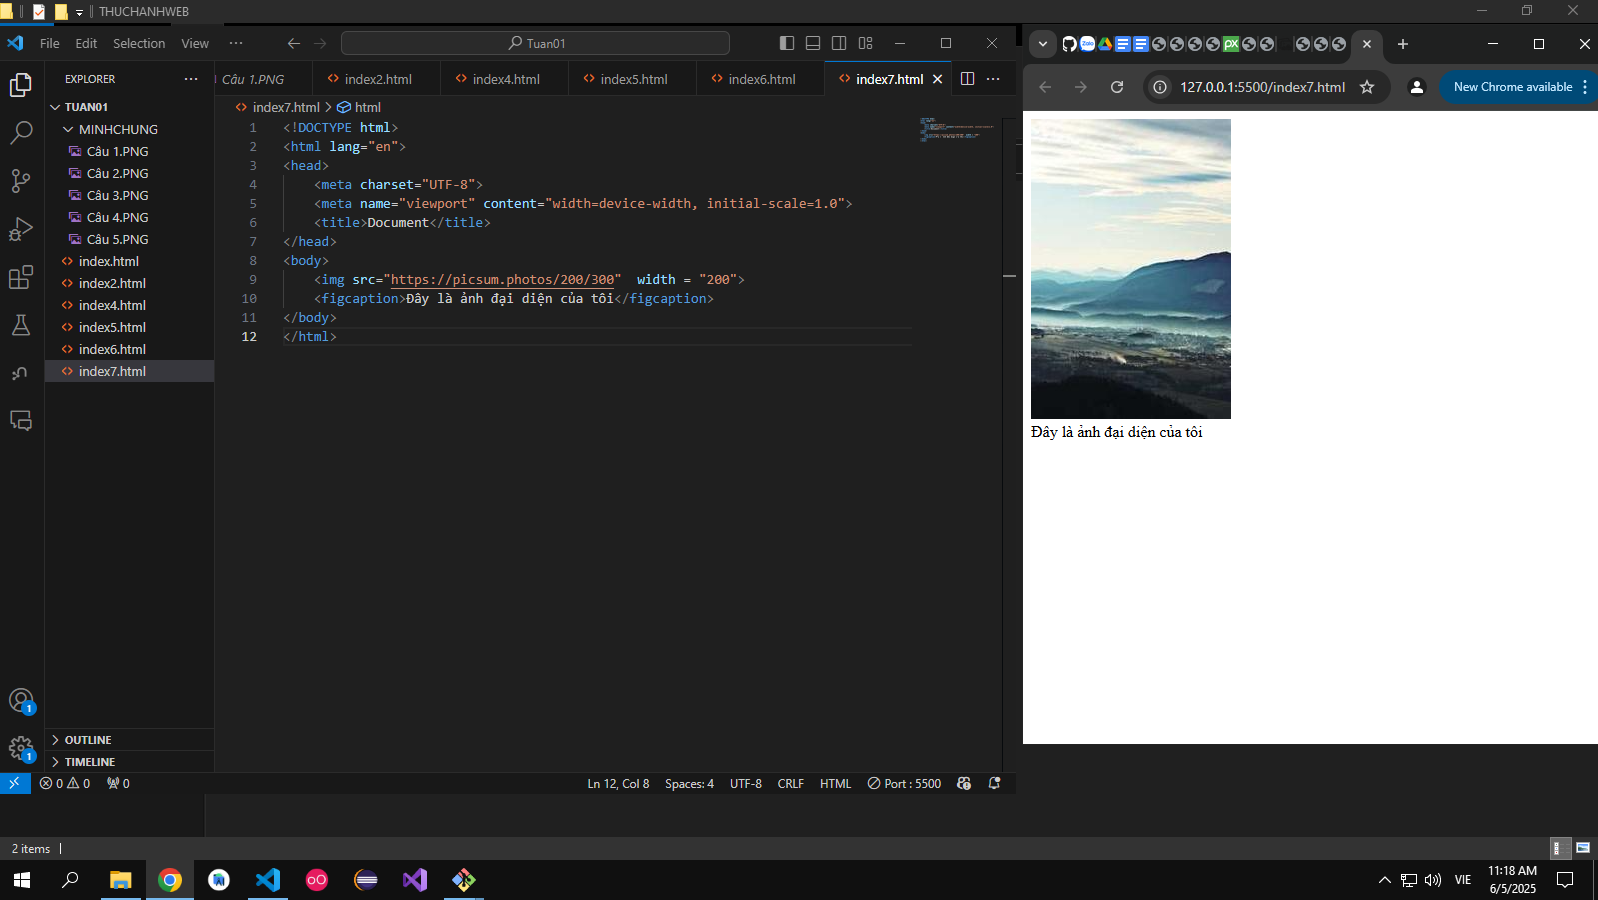 THUCHANHWEB
File Edit Selection View ··· Tuan01
EXPLORER ···
TUAN01
MINHCHUNG
Câu 1.PNG
Câu 2.PNG
Câu 3.PNG
Câu 4.PNG
Câu 5.PNG
index.html
index2.html
index4.html
index5.html
index6.html
index7.html
OUTLINE
TIMELINE
Câu 1.PNG index2.html index4.html index5.html index6.html index7.html ···
index7.html > html
1 <!DOCTYPE html>
2 <html lang="en">
3 <head>
4 <meta charset="UTF-8">
5 <meta name="viewport" content="width=device-width, initial-scale=1.0">
6 <title>Document</title>
7 </head>
8 <body>
9 <img src="https://picsum.photos/200/300"  width = "200">
10 <figcaption>Đây là ảnh đại diện của tôi</figcaption>
11 </body>
12 </html>
1
1
0 0 0 Ln 12, Col 8 Spaces: 4 UTF-8 CRLF HTML Port : 5500
Zalo px
127.0.0.1:5500/index7.html New Chrome available
Đây là ảnh đại diện của tôi
2 items
VIE 11:18 AM
6/5/2025